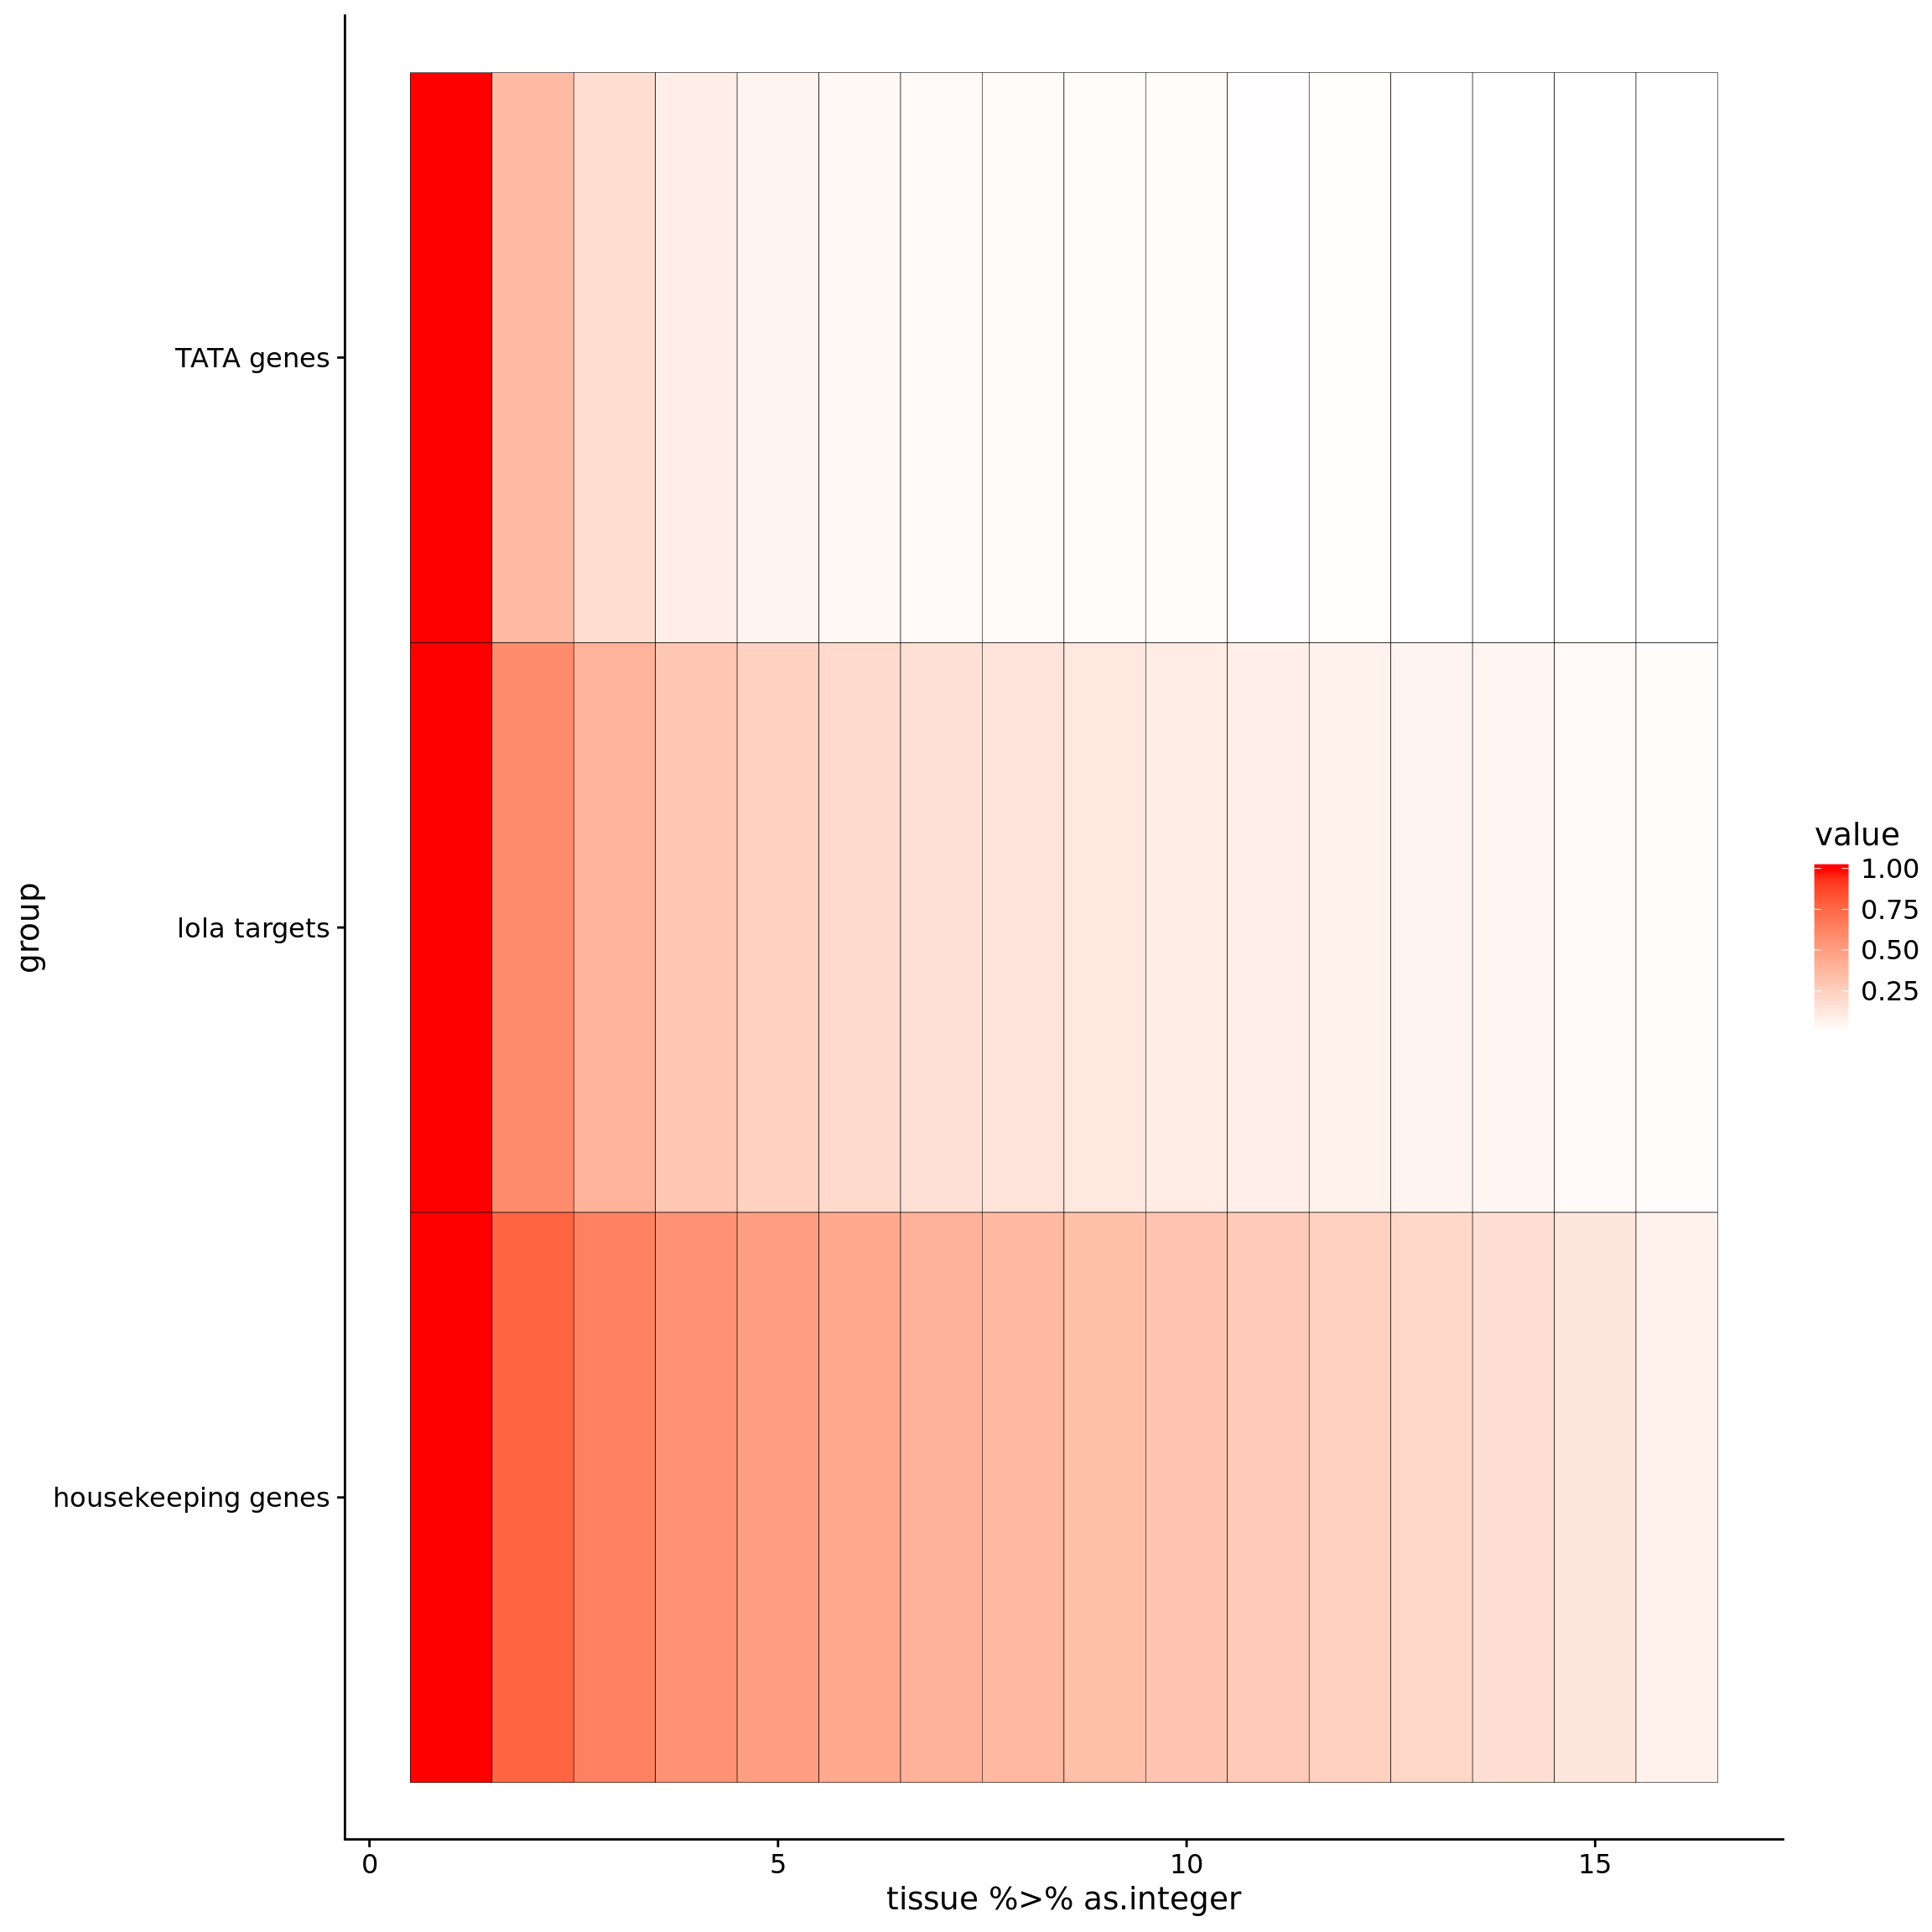 group
TATA genes
lola targets
housekeeping genes
0
5
10
15
tissue %>% as.integer
value
1.00
0.75
0.50
0.25